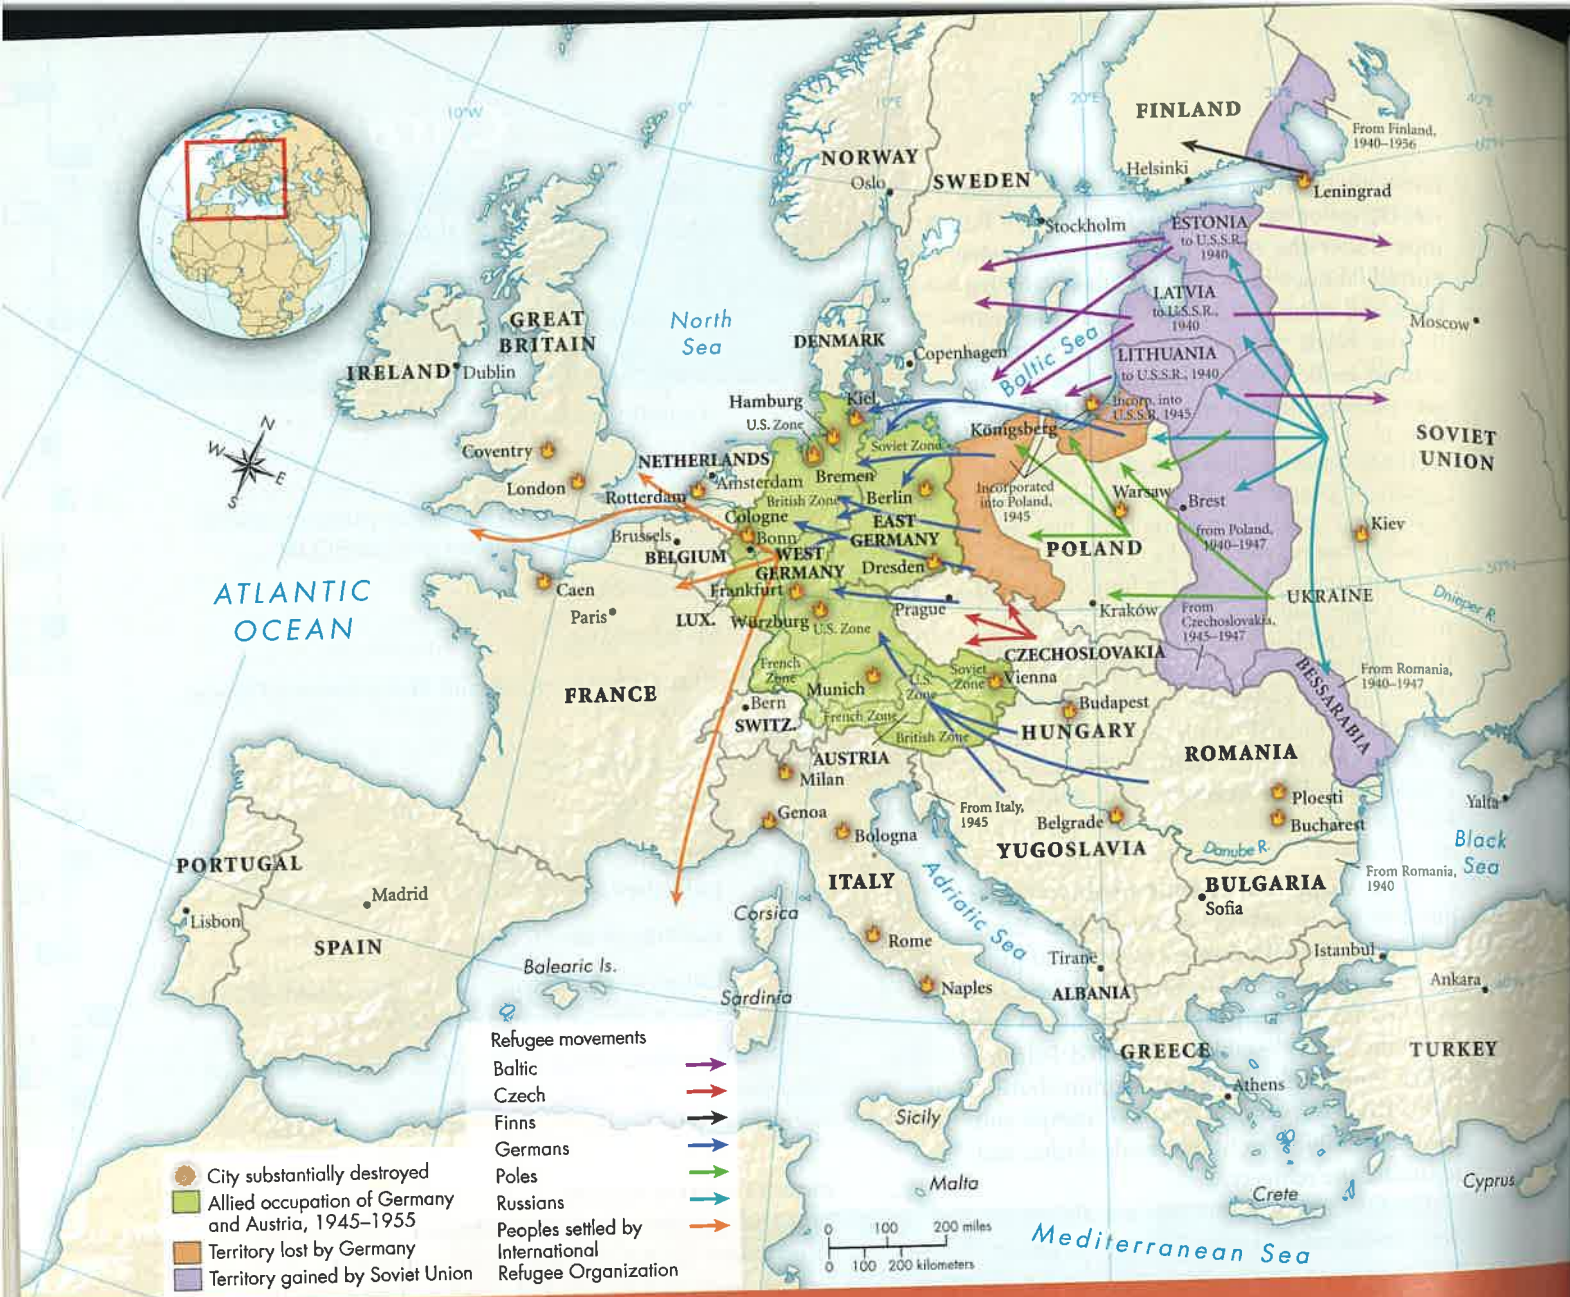 10°W
0°
10°E
20°E
30°E
40°E
60°N
50°N
FINLAND
From Finland,
1940–1956
NORWAY
Oslo
SWEDEN
Helsinki
Leningrad
Stockholm
ESTONIA
to U.S.S.R.,
1940
LATVIA
to U.S.S.R.,
1940
Moscow
LITHUANIA
to U.S.S.R., 1940
Incorp. into
U.S.S.R. 1945
Baltic Sea
North
Sea
GREAT
BRITAIN
IRELAND
Dublin
DENMARK
Copenhagen
Hamburg
U.S. Zone
Kiel
Königsberg
Soviet Zone
SOVIET
UNION
N
W
E
S
Coventry
London
NETHERLANDS
Amsterdam
Rotterdam
Bremen
British Zone
Berlin
Incorporated
into Poland,
1945
Warsaw
Brest
from Poland,
1940–1947
Kiev
Cologne
Brussels
Bonn
BELGIUM
EAST
GERMANY
WEST
GERMANY
Dresden
POLAND
ATLANTIC
OCEAN
Caen
Paris
Frankfurt
LUX.
Wurzburg
U.S. Zone
Prague
Kraków
UKRAINE
Dnieper R.
From
Czechoslovakia,
1945–1947
CZECHOSLOVAKIA
French
Zone
Munich
U.S.
Zone
Soviet
Zone
Vienna
BESSARABIA
From Romania,
1940–1947
FRANCE
Bern
SWITZ.
French Zone
British Zone
AUSTRIA
Budapest
HUNGARY
ROMANIA
Milan
Genoa
Bologna
From Italy,
1945
Belgrade
YUGOSLAVIA
Ploesti
Bucharest
Yalta
Danube R.
Black
Sea
From Romania,
1940
PORTUGAL
Madrid
Lisbon
SPAIN
ITALY
Adriatic Sea
BULGARIA
Sofia
Corsica
Rome
Tirane
Istanbul
Ankara
Balearic Is.
Sardinia
Naples
ALBANIA
GREECE
TURKEY
Athens
Sicily
Malta
Crete
Cyprus
Mediterranean Sea
Refugee movements
Baltic
Czech
Finns
Germans
Poles
Russians
Peoples settled by
International
Refugee Organization
City substantially destroyed
Allied occupation of Germany
and Austria, 1945–1955
Territory lost by Germany
Territory gained by Soviet Union
0 100 200 miles
0 100 200 kilometers